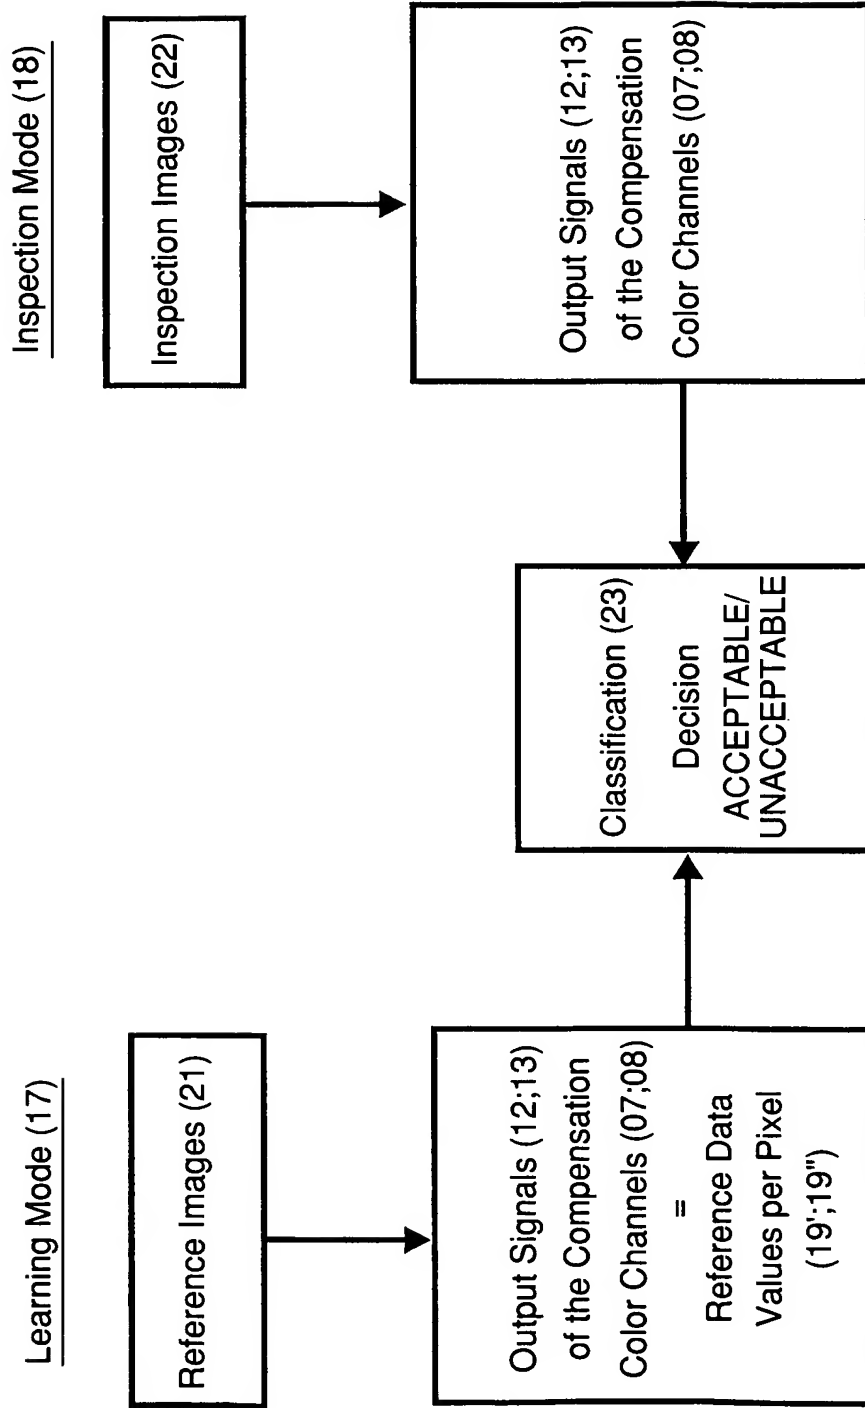 Learning Mode (17)
Reference Images (21)
Output Signals (12;13)
of the Compensation
Color Channels (07;08)
=
Reference Data
Values per Pixel
(19';19")
Classification (23)
Decision
ACCEPTABLE/
UNACCEPTABLE
Inspection Mode (18)
Inspection Images (22)
Output Signals (12;13)
of the Compensation
Color Channels (07;08)